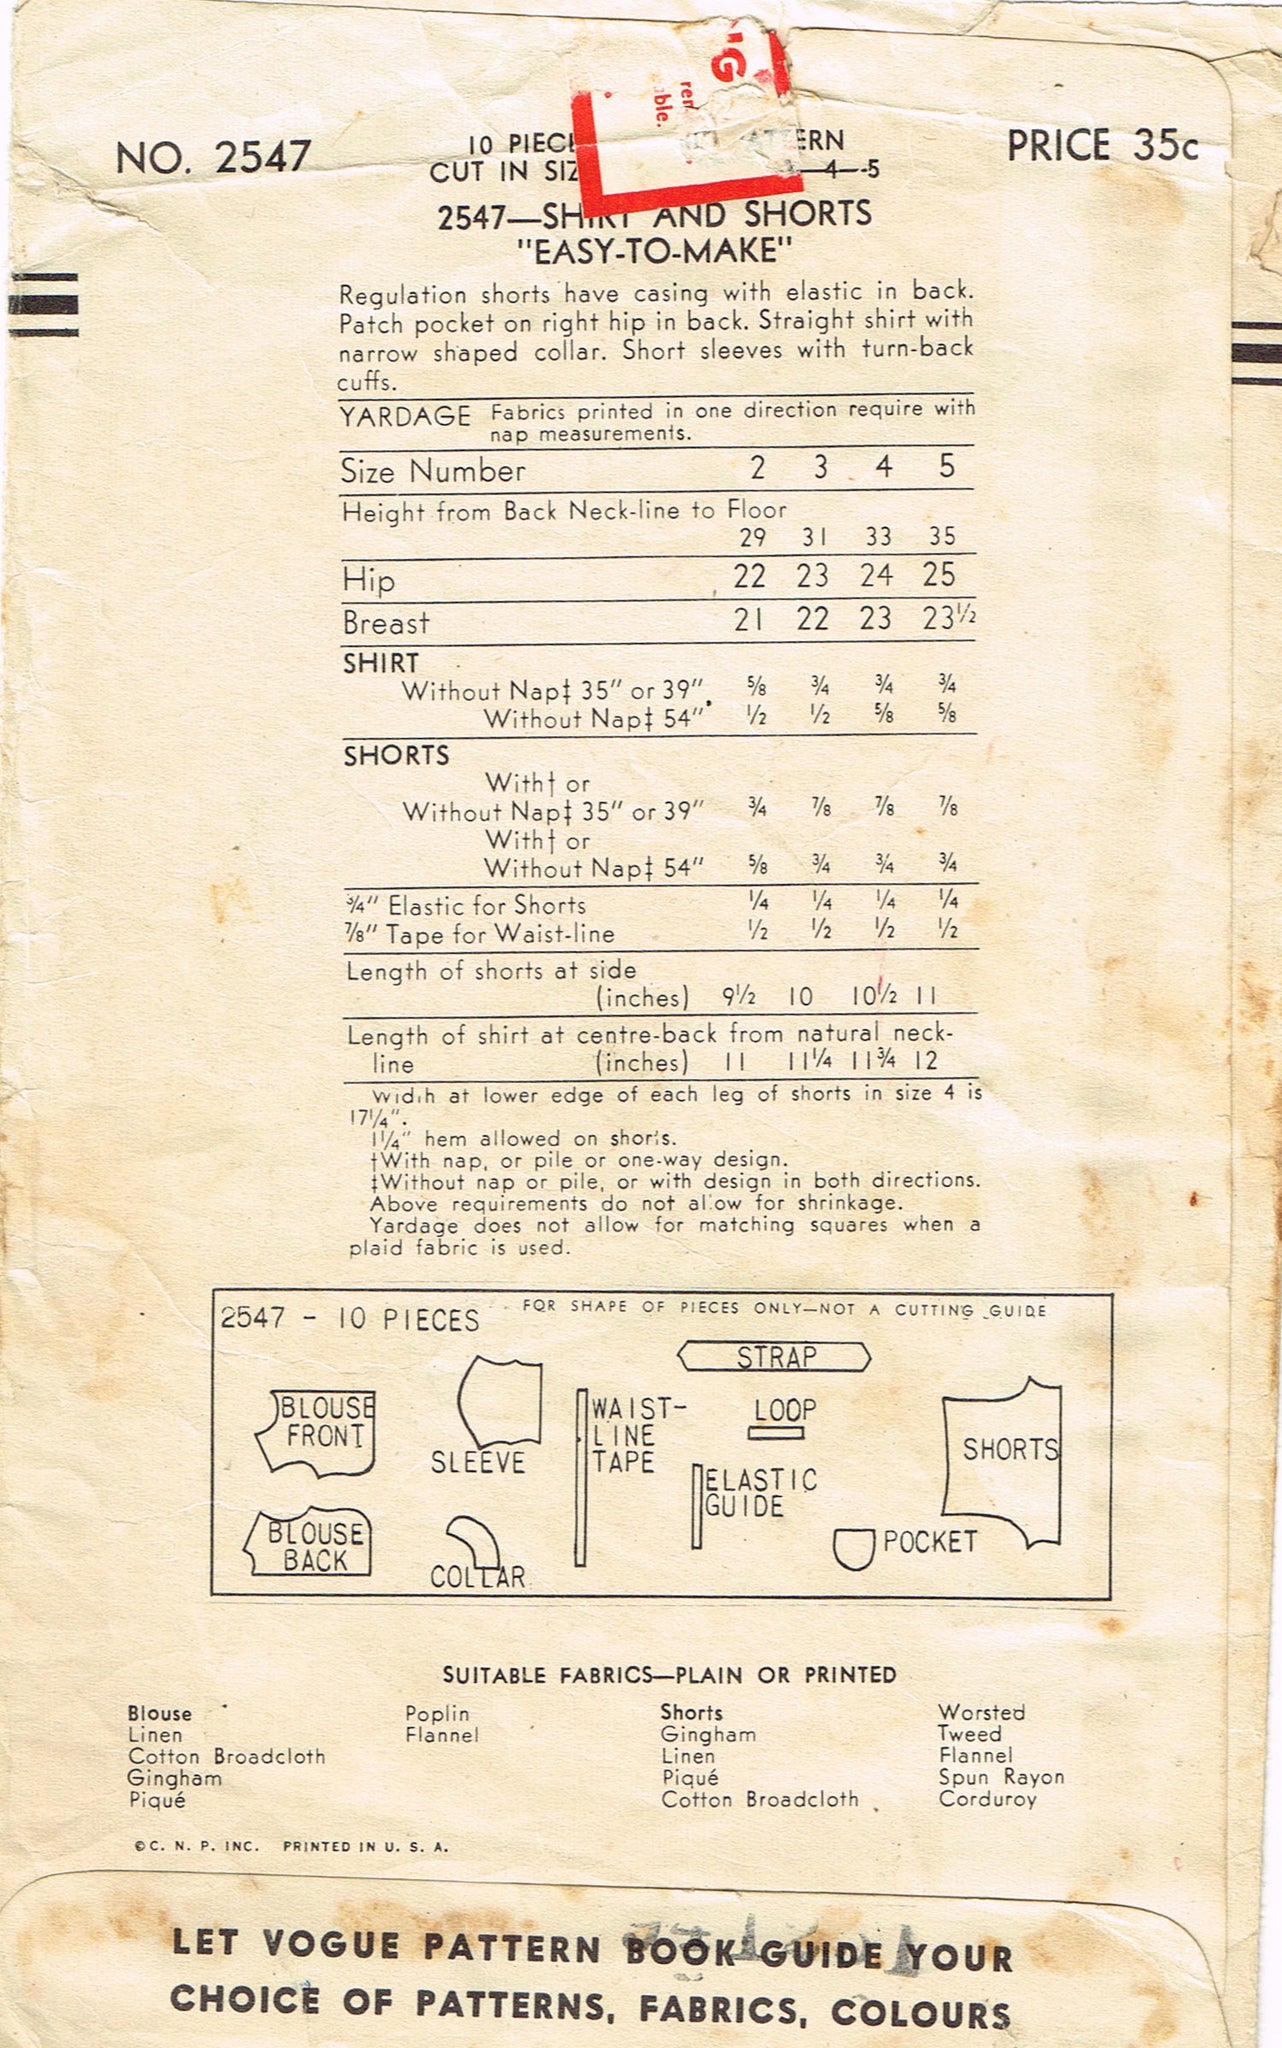 NG
rem
able.
NO. 2547
10 PIECE
PATTERN
PRICE 35c
CUT IN SIZ
—4—5
2547—SHIRT AND SHORTS
"EASY-TO-MAKE"
Regulation shorts have casing with elastic in back.
Patch pocket on right hip in back. Straight shirt with
narrow shaped collar. Short sleeves with turn-back
cuffs.
YARDAGE Fabrics printed in one direction require with
nap measurements.
Size Number 2 3 4 5
Height from Back Neck-line to Floor
29 31 33 35
Hip 22 23 24 25
Breast 21 22 23 23½
SHIRT
Without Nap‡ 35" or 39" ⅝ ¾ ¾ ¾
Without Nap‡ 54" ½ ½ ⅝ ⅝
SHORTS
With† or
Without Nap‡ 35" or 39" ¾ ⅞ ⅞ ⅞
With† or
Without Nap‡ 54" ⅝ ¾ ¾ ¾
¾" Elastic for Shorts ¼ ¼ ¼ ¼
⅞" Tape for Waist-line ½ ½ ½ ½
Length of shorts at side
(inches) 9½ 10 10½ 11
Length of shirt at centre-back from natural neck-
line (inches) 11 11¼ 11¾ 12
Width at lower edge of each leg of shorts in size 4 is
17¼".
1¼" hem allowed on shorts.
†With nap, or pile or one-way design.
‡Without nap or pile, or with design in both directions.
Above requirements do not allow for shrinkage.
Yardage does not allow for matching squares when a
plaid fabric is used.
2547 - 10 PIECES
FOR SHAPE OF PIECES ONLY—NOT A CUTTING GUIDE
BLOUSE
FRONT
SLEEVE
WAIST-
LINE
TAPE
STRAP
LOOP
ELASTIC
GUIDE
SHORTS
BLOUSE
BACK
COLLAR
POCKET
SUITABLE FABRICS—PLAIN OR PRINTED
Blouse
Linen
Cotton Broadcloth
Gingham
Piqué
Poplin
Flannel
Shorts
Gingham
Linen
Piqué
Cotton Broadcloth
Worsted
Tweed
Flannel
Spun Rayon
Corduroy
©C. N. P. INC. PRINTED IN U. S. A.
LET VOGUE PATTERN BOOK GUIDE YOUR
CHOICE OF PATTERNS, FABRICS, COLOURS